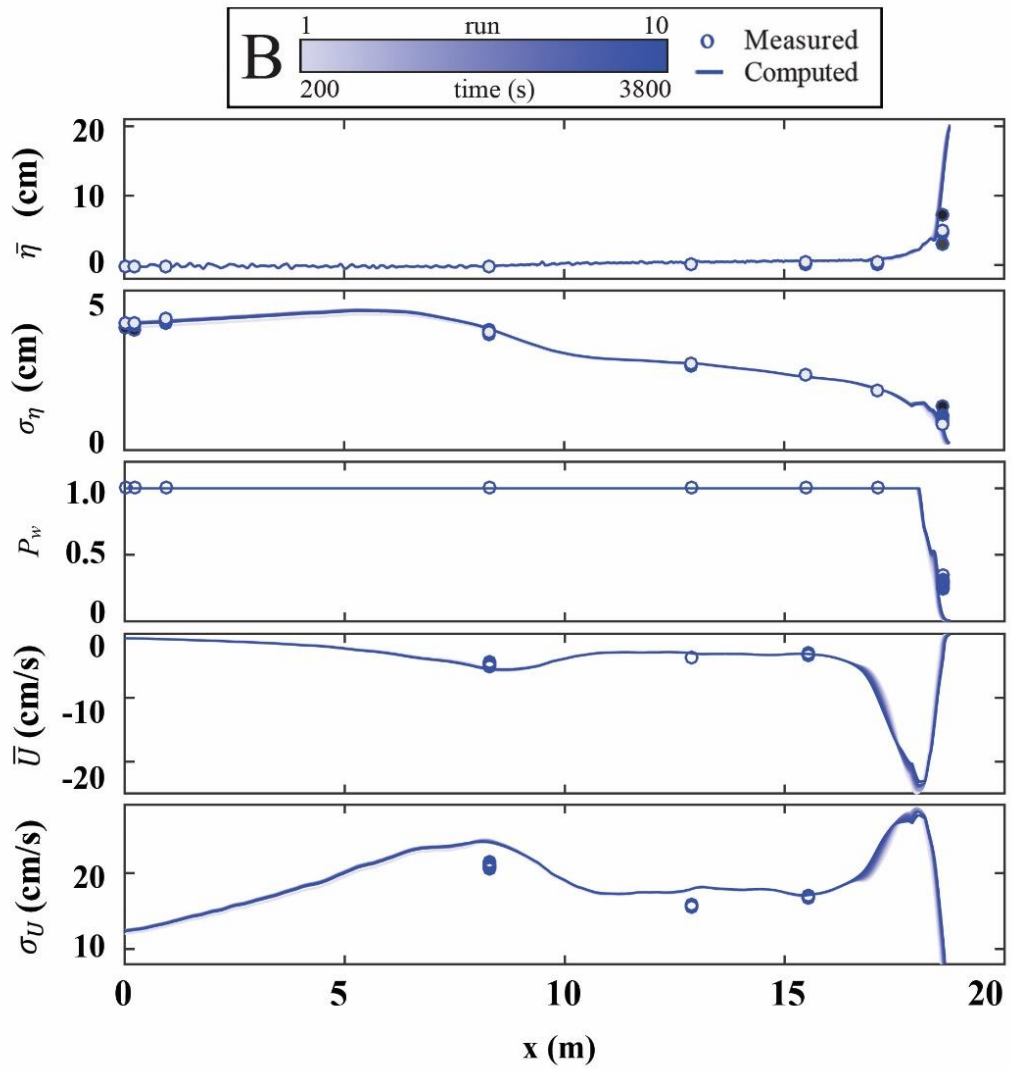 B
1 run 10
200 time (s) 3800
Measured
Computed
η̄ (cm)
20
10
0
σ_η (cm)
5
0
P_w
1.0
0.5
0
U̅ (cm/s)
0
-10
-20
σ_U (cm/s)
20
10
0 5 10 15 20
x (m)